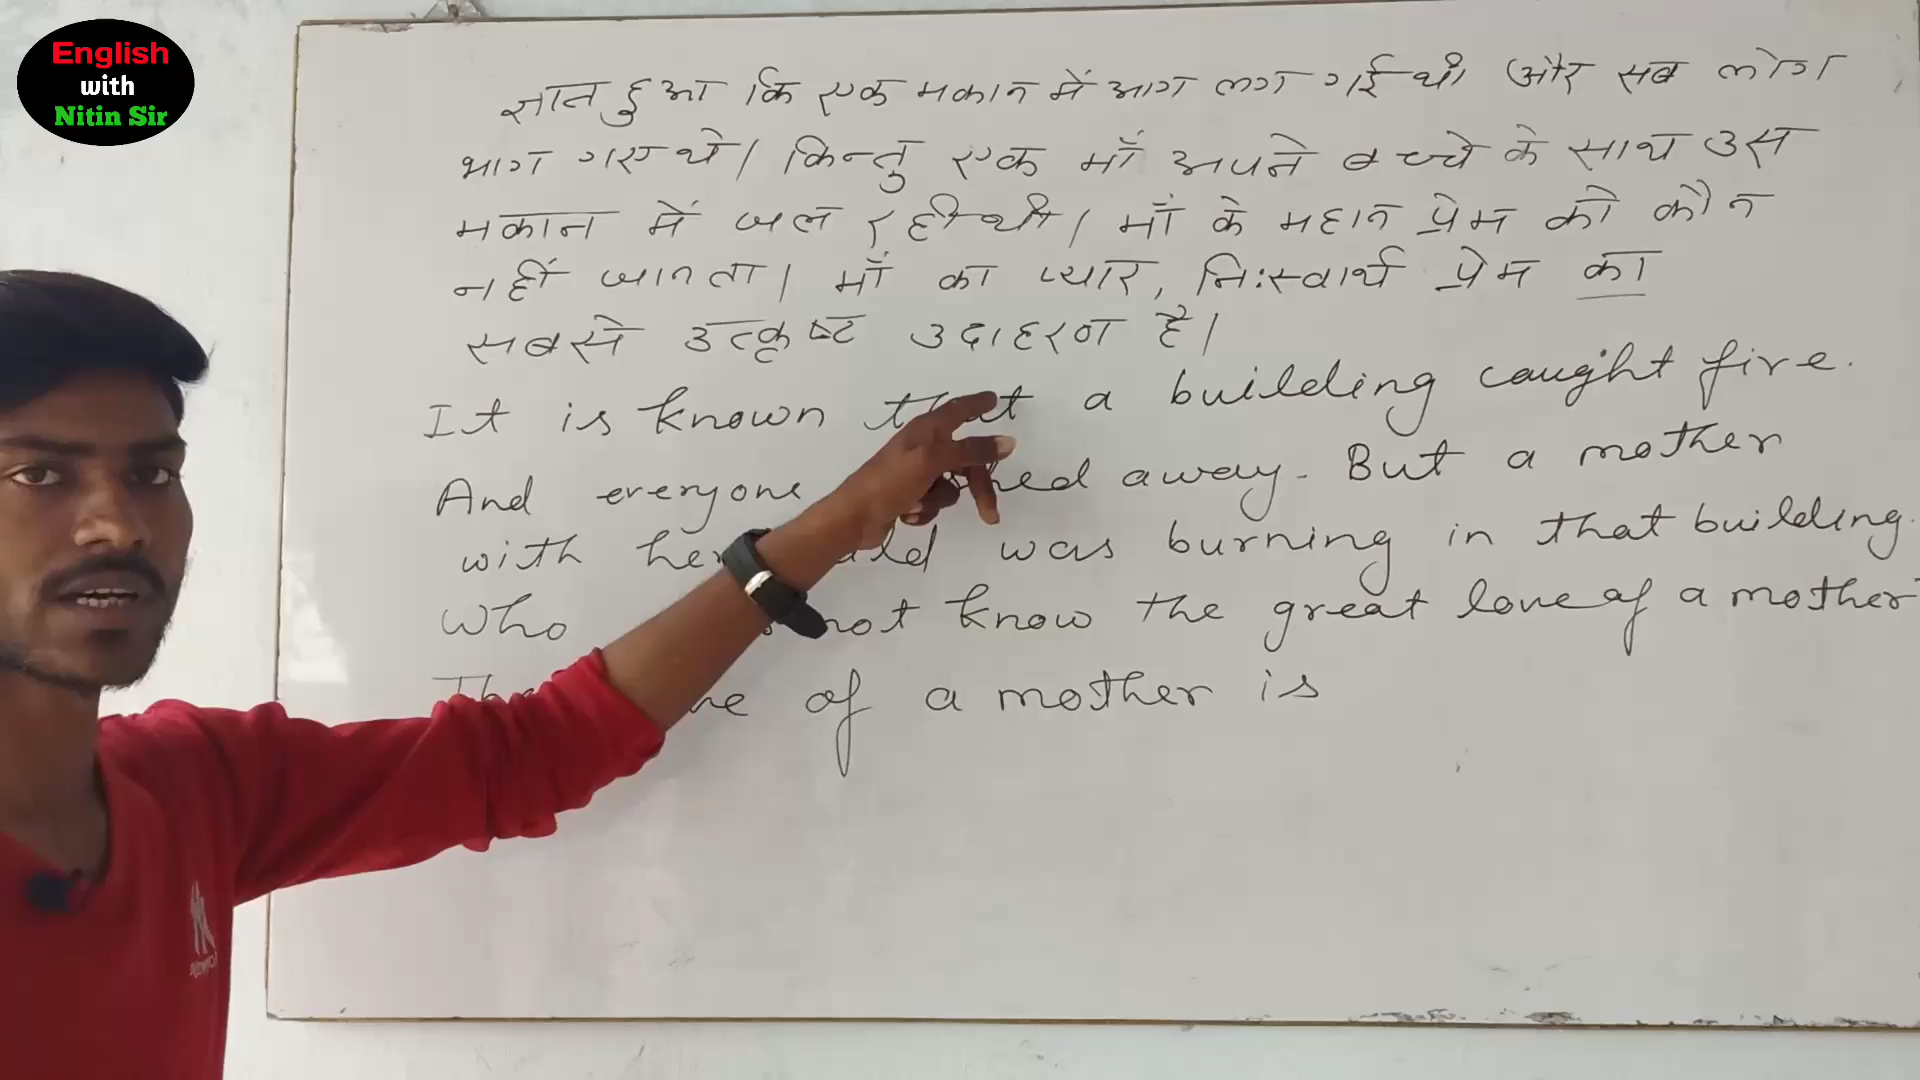 English
with
Nitin Sir
ज्ञात हुआ कि एक मकान में आग लग गई थी और सब लोग
भाग गए थे। किन्तु एक माँ अपने बच्चे के साथ उस
मकान में जल रही थी। माँ के महान प्रेम को कौन
नहीं जानता। माँ का प्यार, निःस्वार्थ प्रेम का
सबसे उत्कृष्ट उदाहरण है।
It is known that a building caught fire.
And everyone away. But a mother
with her was burning in that building.
Who not know the great love of a mother
of a mother is